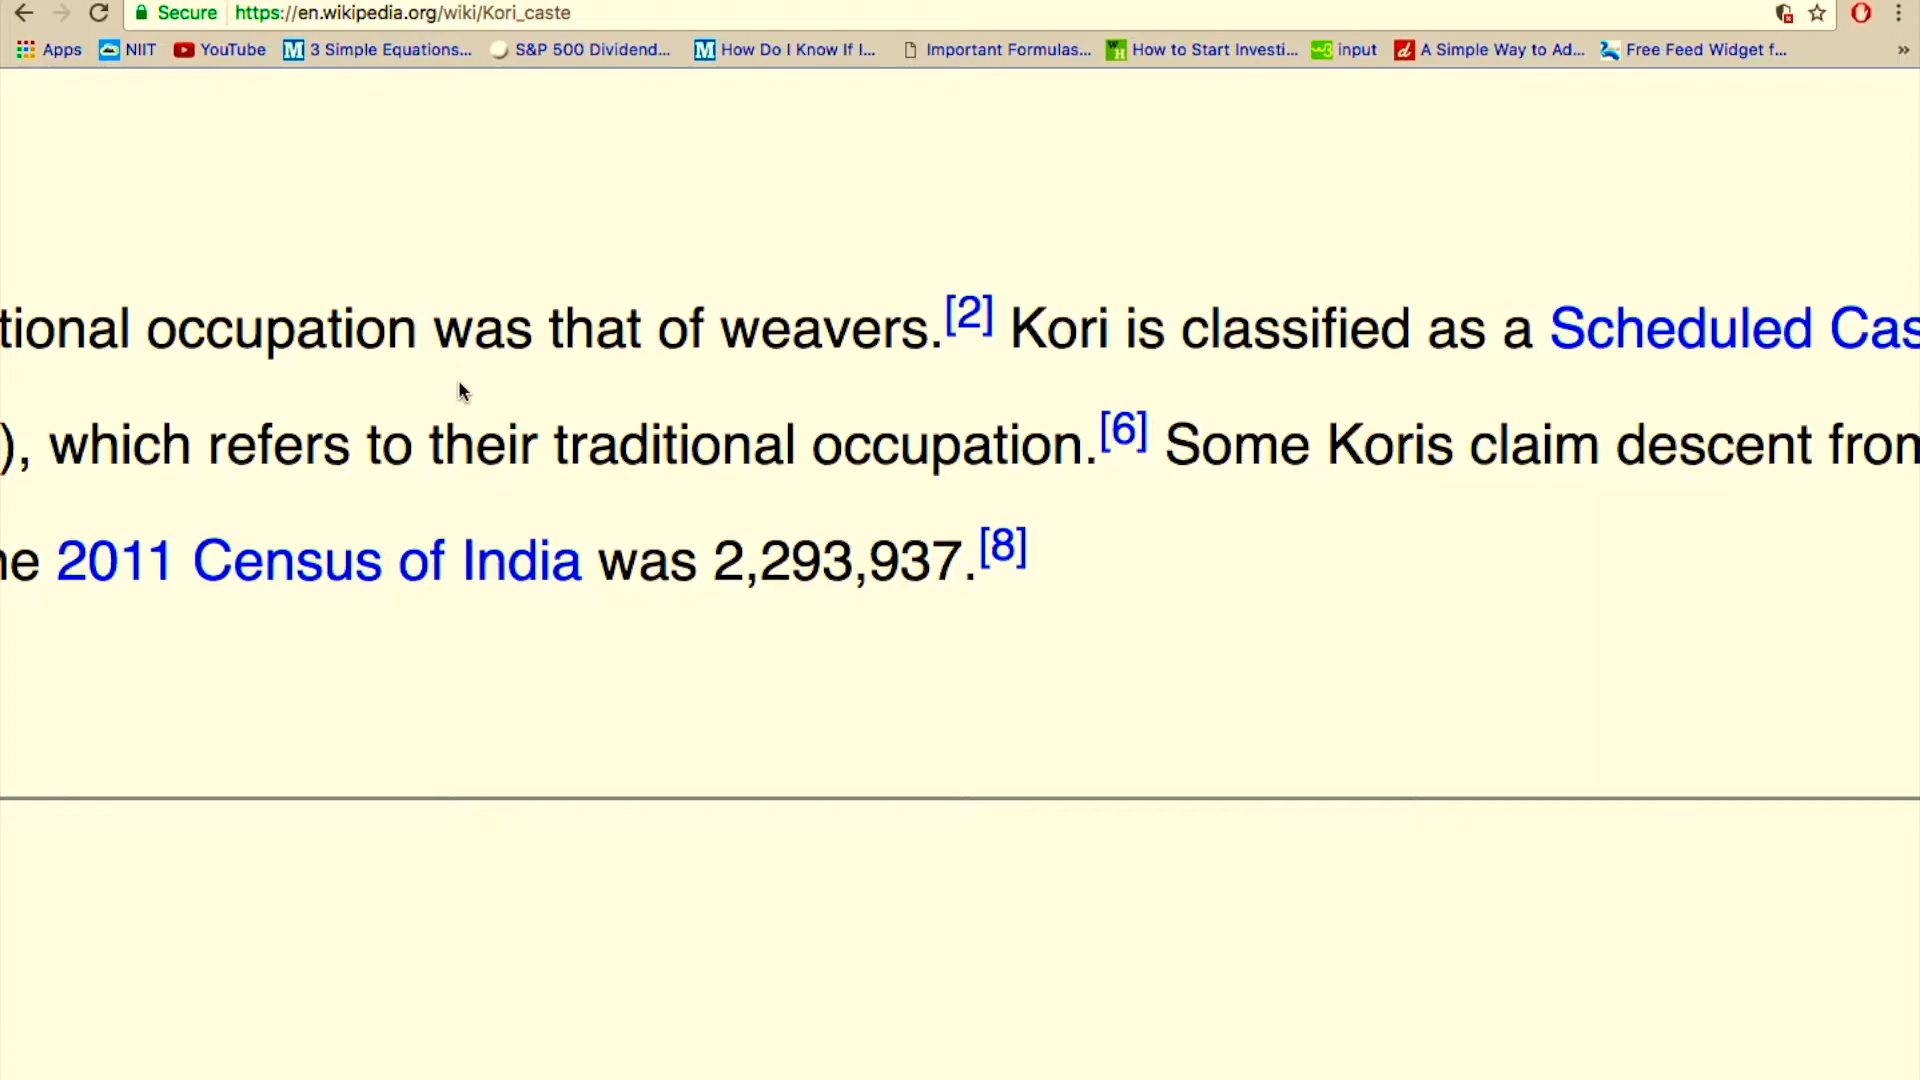 Secure https://en.wikipedia.org/wiki/Kori_caste
Apps NIIT YouTube 3 Simple Equations... S&P 500 Dividend... How Do I Know If I... Important Formulas... How to Start Investi... input A Simple Way to Ad... Free Feed Widget f... »
tional occupation was that of weavers.[2] Kori is classified as a Scheduled Cas
), which refers to their traditional occupation.[6] Some Koris claim descent from
ne 2011 Census of India was 2,293,937.[8]